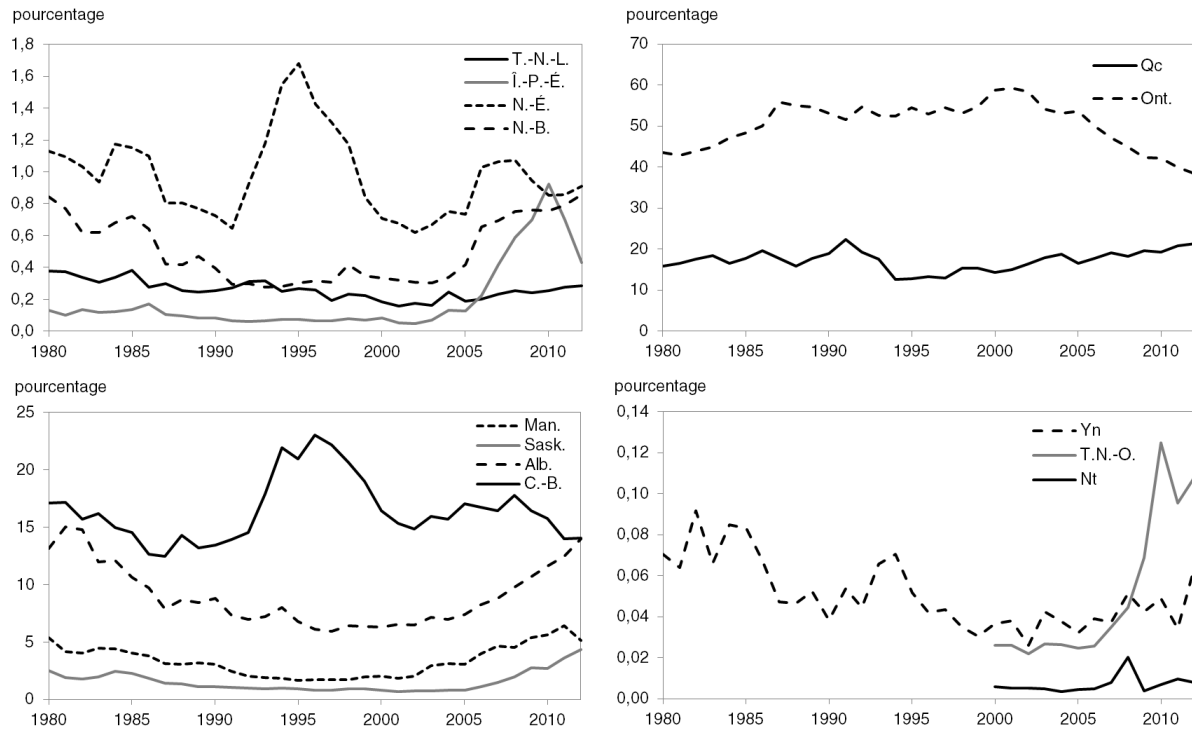 pourcentage
1,8
1,6
1,4
1,2
1,0
0,8
0,6
0,4
0,2
0,0
1980 1985 1990 1995 2000 2005 2010
T.-N.-L.
Î.-P.-É.
N.-É.
N.-B.
pourcentage
70
60
50
40
30
20
10
0
1980 1985 1990 1995 2000 2005 2010
Qc
Ont.
pourcentage
25
20
15
10
5
0
1980 1985 1990 1995 2000 2005 2010
Man.
Sask.
Alb.
C.-B.
pourcentage
0,14
0,12
0,10
0,08
0,06
0,04
0,02
0,00
1980 1985 1990 1995 2000 2005 2010
Yn
T.N.-O.
Nt